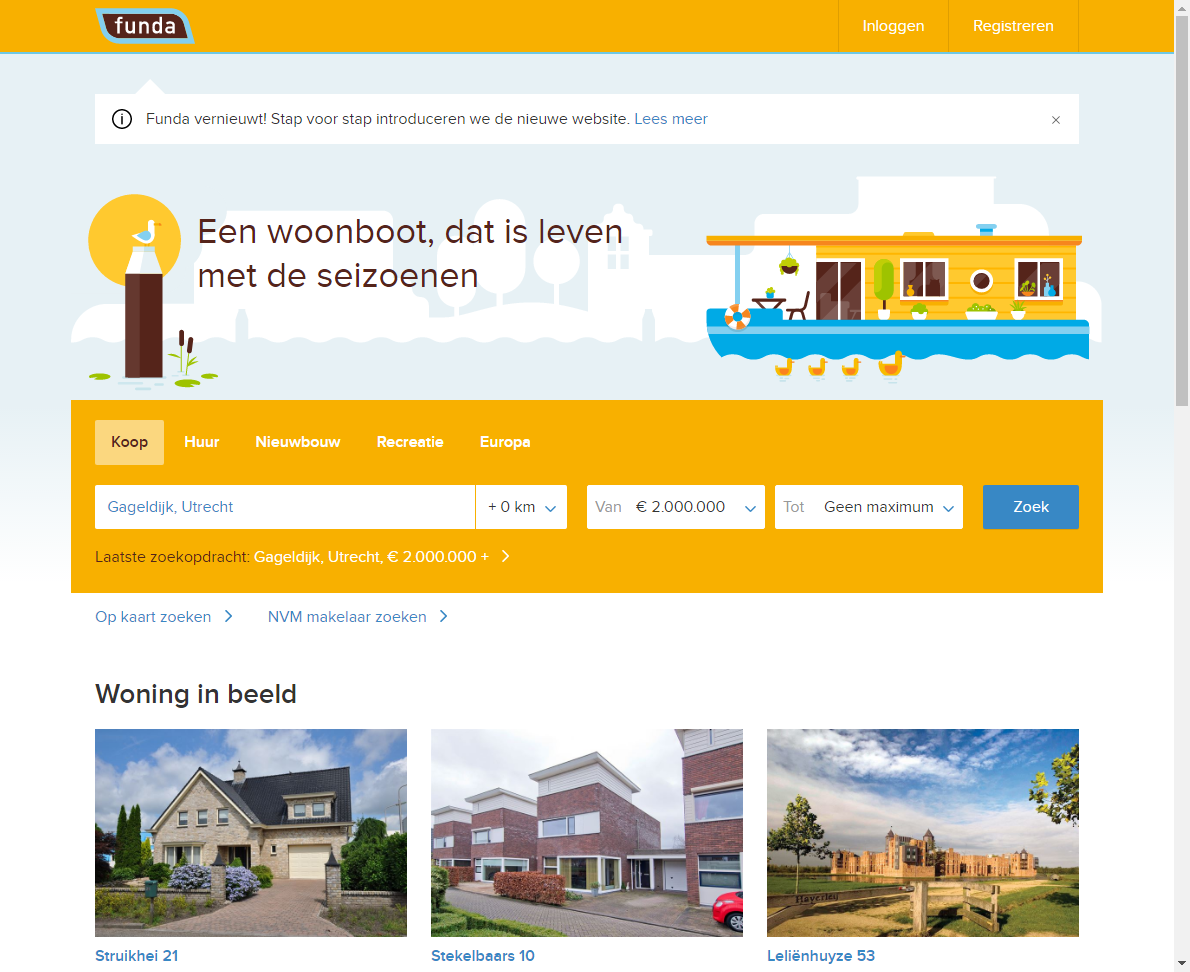 funda
Inloggen
Registreren
Funda vernieuwt! Stap voor stap introduceren we de nieuwe website. Lees meer
Een woonboot, dat is leven
met de seizoenen
Koop
Huur
Nieuwbouw
Recreatie
Europa
Gageldijk, Utrecht
+ 0 km
Van € 2.000.000
Tot Geen maximum
Zoek
Laatste zoekopdracht: Gageldijk, Utrecht, € 2.000.000 +
Op kaart zoeken
NVM makelaar zoeken
Woning in beeld
Haverleij
Struikhei 21
Stekelbaars 10
Leliënhuyze 53